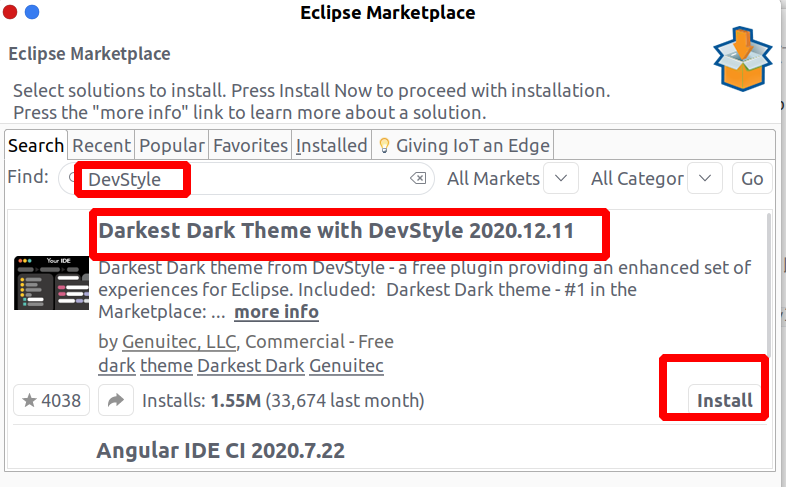 Eclipse Marketplace
Eclipse Marketplace
Select solutions to install. Press Install Now to proceed with installation.
Press the "more info" link to learn more about a solution.
Search Recent Popular Favorites Installed Giving IoT an Edge
Find: DevStyle All Markets All Categor Go
Darkest Dark Theme with DevStyle 2020.12.11
Your IDE
Darkest Dark theme from DevStyle - a free plugin providing an enhanced set of
experiences for Eclipse. Included: Darkest Dark theme - #1 in the
Marketplace: ... more info
by Genuitec, LLC, Commercial - Free
dark theme Darkest Dark Genuitec
4038 Installs: 1.55M (33,674 last month) Install
Angular IDE CI 2020.7.22